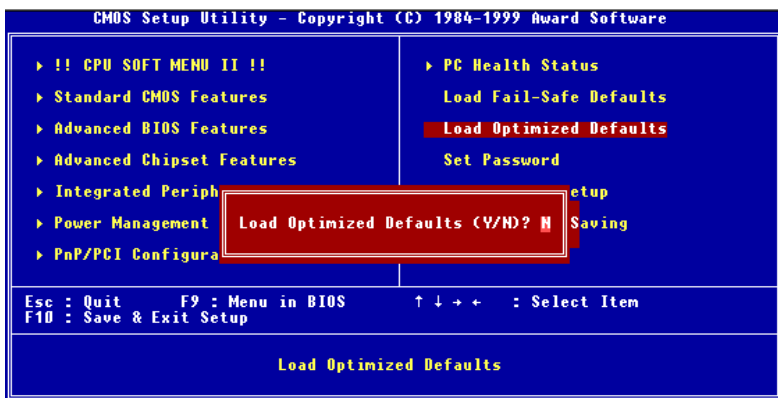 CMOS Setup Utility - Copyright (C) 1984-1999 Award Software
!! CPU SOFT MENU II !!
Standard CMOS Features
Advanced BIOS Features
Advanced Chipset Features
Integrated Periph
Power Management
PnP/PCI Configura
PC Health Status
Load Fail-Safe Defaults
Load Optimized Defaults
Set Password
etup
Saving
Load Optimized Defaults (Y/N)? N
Esc : Quit F9 : Menu in BIOS ↑ ↓ → ← : Select Item
F10 : Save & Exit Setup
Load Optimized Defaults